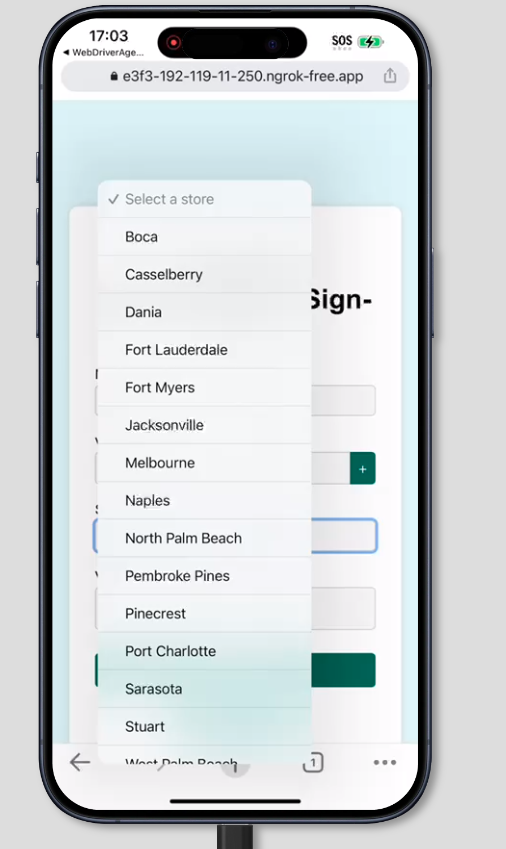 17:03
SOS
◀ WebDriverAge...
e3f3-192-119-11-250.ngrok-free.app
✓ Select a store
Boca
Casselberry
Dania
Sign-
Fort Lauderdale
Fort Myers
Jacksonville
Melbourne
+
Naples
North Palm Beach
Pembroke Pines
Pinecrest
Port Charlotte
Sarasota
Stuart
West Palm Beach
1